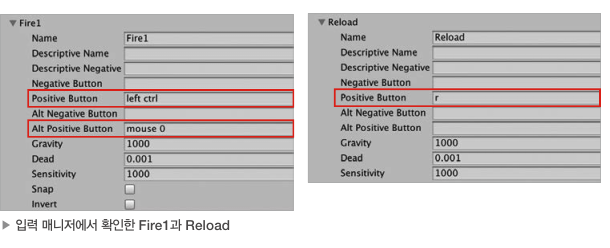 ▼ Fire1
Name Fire1
Descriptive Name
Descriptive Negative
Negative Button
Positive Button left ctrl
Alt Negative Button
Alt Positive Button mouse 0
Gravity 1000
Dead 0.001
Sensitivity 1000
Snap
Invert
▼ Reload
Name Reload
Descriptive Name
Descriptive Negative
Negative Button
Positive Button r
Alt Negative Button
Alt Positive Button
Gravity 1000
Dead 0.001
Sensitivity 1000
▶ 입력 매니저에서 확인한 Fire1과 Reload